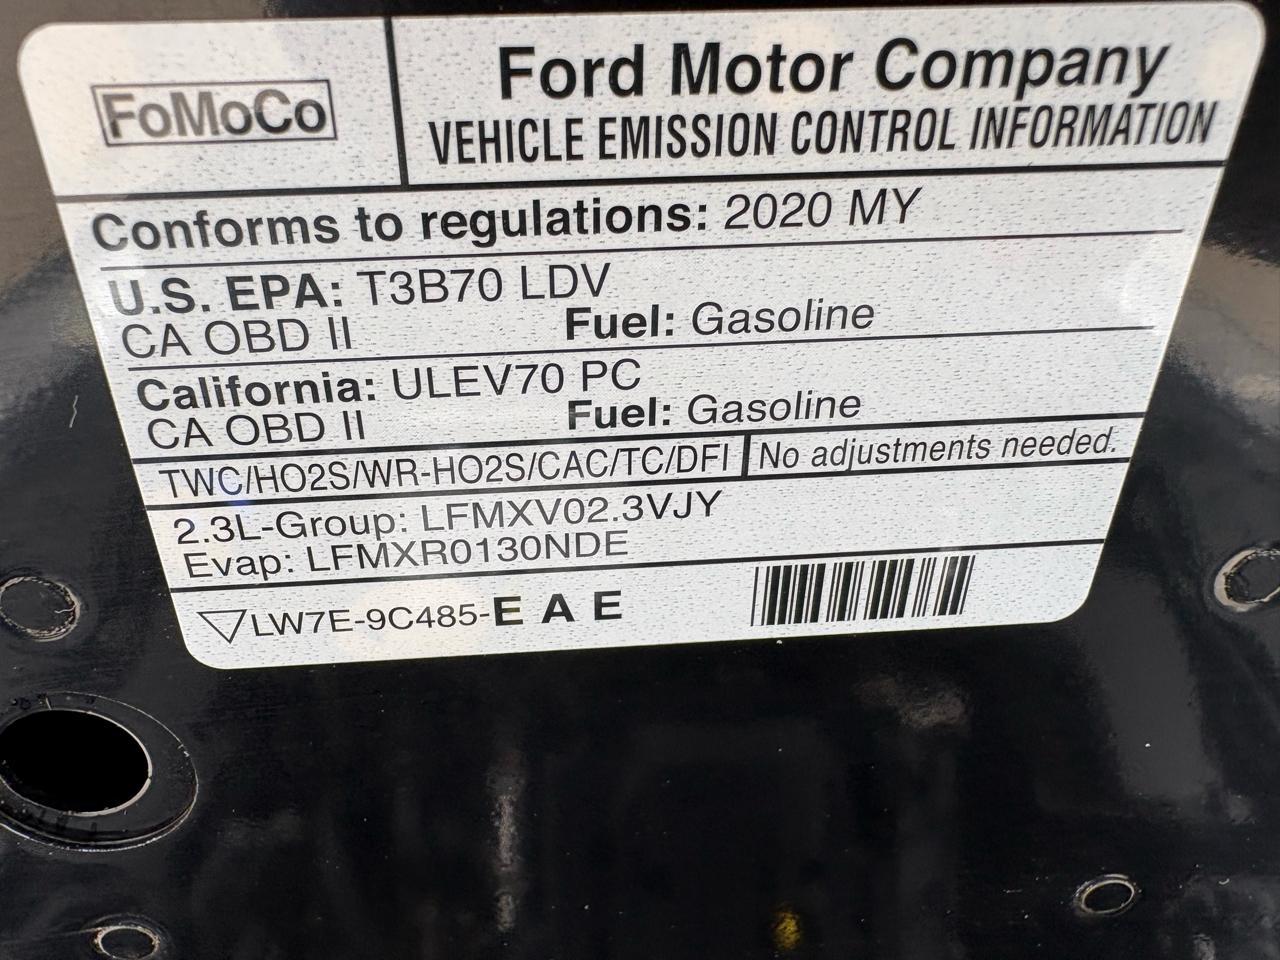 FoMoCo
Ford Motor Company
VEHICLE EMISSION CONTROL INFORMATION
Conforms to regulations: 2020 MY
U.S. EPA: T3B70 LDV
CA OBD II Fuel: Gasoline
California: ULEV70 PC
CA OBD II Fuel: Gasoline
TWC/HO2S/WR-HO2S/CAC/TC/DFI No adjustments needed.
2.3L-Group: LFMXV02.3VJY
Evap: LFMXR0130NDE
LW7E-9C485-E A E